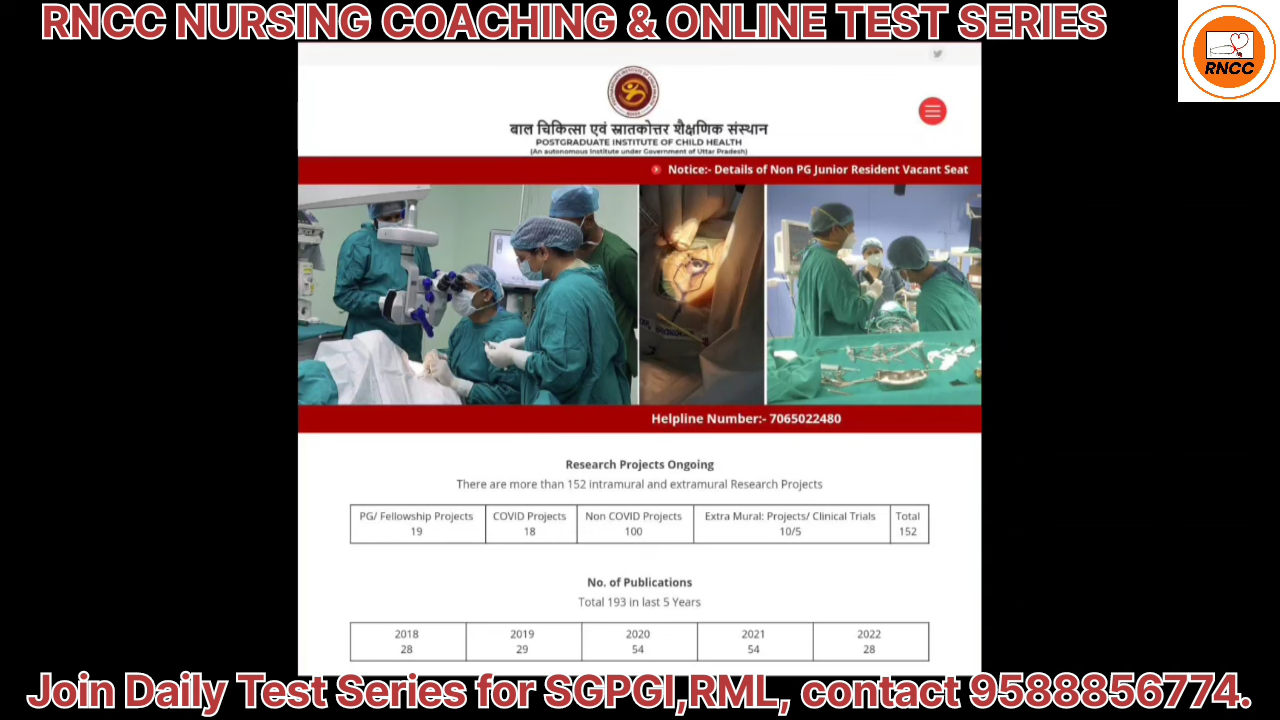 RNCC NURSING COACHING & ONLINE TEST SERIES
RNCC
बाल चिकित्सा एवं स्नातकोत्तर शैक्षणिक संस्थान
POSTGRADUATE INSTITUTE OF CHILD HEALTH
(An autonomous Institute under Government of Uttar Pradesh)
Notice:- Details of Non PG Junior Resident Vacant Seat
Helpline Number:- 7065022480
Research Projects Ongoing
There are more than 152 intramural and extramural Research Projects
PG/ Fellowship Projects COVID Projects Non COVID Projects Extra Mural: Projects/ Clinical Trials Total
19 18 100 10/5 152
No. of Publications
Total 193 in last 5 Years
2018 2019 2020 2021 2022
28 29 54 54 28
Join Daily Test Series for SGPGI,RML, contact 9588856774.